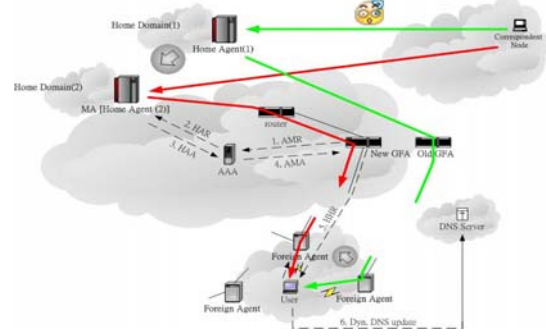 Home Domain(1)
Home Agent(1)
Correspondent
Node
Home Domain(2)
MA [Home Agent (2)]
router
2. HAR
3. HAA
1. AMR
4. AMA
AAA
New GFA
Old GFA
5. HHR
DNS Server
Foreign Agent
Foreign Agent
User
Foreign Agent
6. Dyn. DNS update